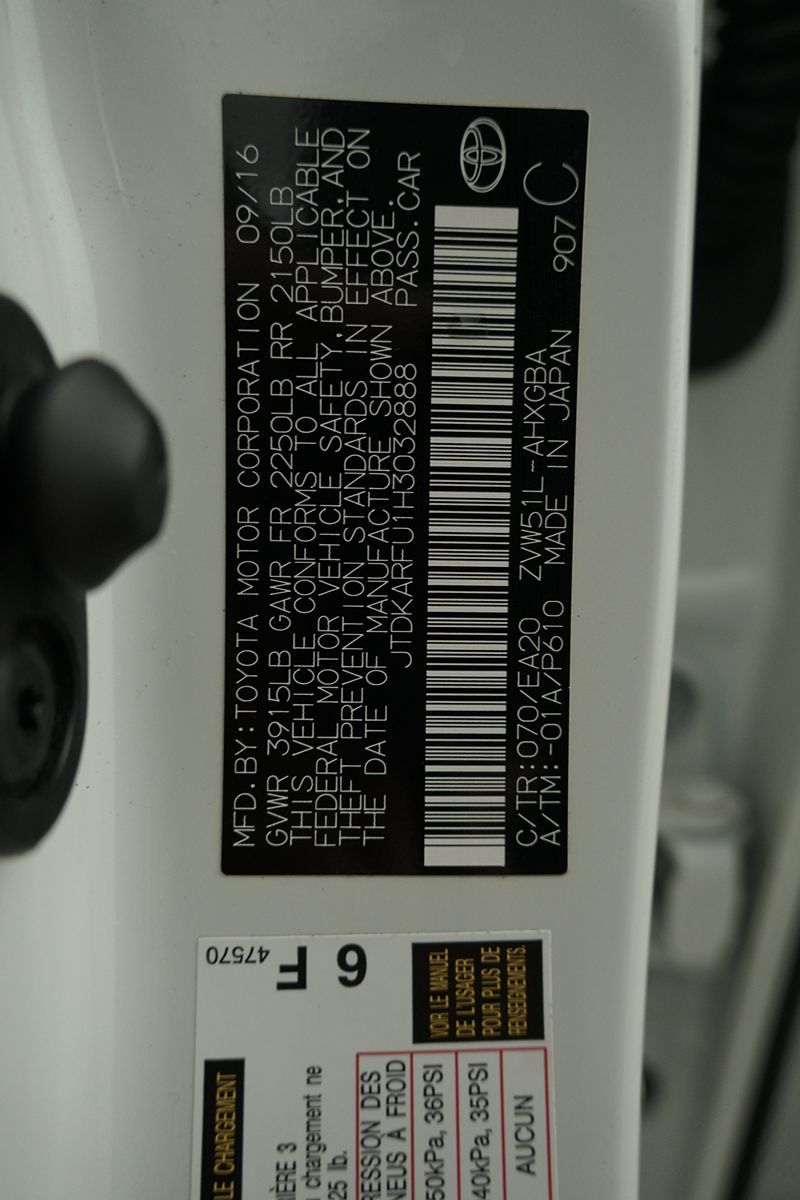 MFD.BY:TOYOTA MOTOR CORPORATION 09/16
GVWR 3915LB GAWR FR 2250LB RR 2150LB
THIS VEHICLE CONFORMS TO ALL APPLICABLE
FEDERAL MOTOR VEHICLE SAFETY, BUMPER, AND
THEFT PREVENTION STANDARDS IN EFFECT ON
THE DATE OF MANUFACTURE SHOWN ABOVE.
JTDKARFU1H3032888 PASS.CAR
C/TR:070/EA20 ZVW51L-AHXGBA
A/TM:-01A/P610 MADE IN JAPAN 907 C
47570
6 F
VOIR LE MANUEL
DE L'USAGER
POUR PLUS DE
RENSEIGNEMENTS.
LE CHARGEMENT
IÈRE 3
chargement ne
25 lb.
RESSION DES
NEUS À FROID
50kPa, 36PSI
40kPa, 35PSI
AUCUN